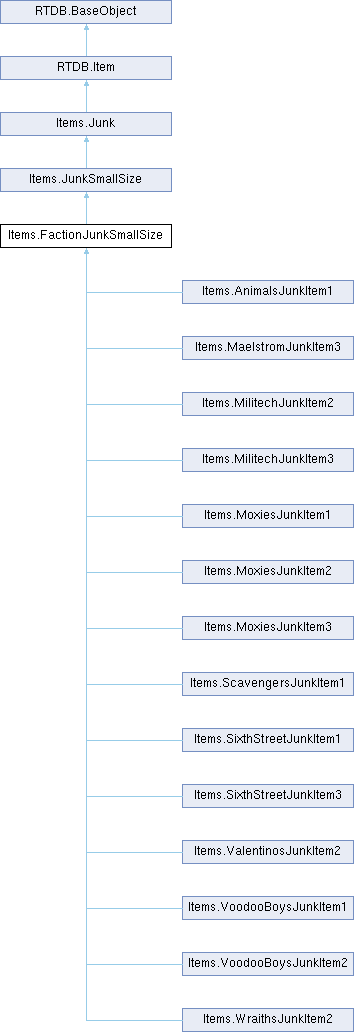 RTDB.BaseObject
RTDB.Item
Items.Junk
Items.JunkSmallSize
Items.FactionJunkSmallSize
Items.AnimalsJunkItem1
Items.MaelstromJunkItem3
Items.MilitechJunkItem2
Items.MilitechJunkItem3
Items.MoxiesJunkItem1
Items.MoxiesJunkItem2
Items.MoxiesJunkItem3
Items.ScavengersJunkItem1
Items.SixthStreetJunkItem1
Items.SixthStreetJunkItem3
Items.ValentinosJunkItem2
Items.VoodooBoysJunkItem1
Items.VoodooBoysJunkItem2
Items.WraithsJunkItem2